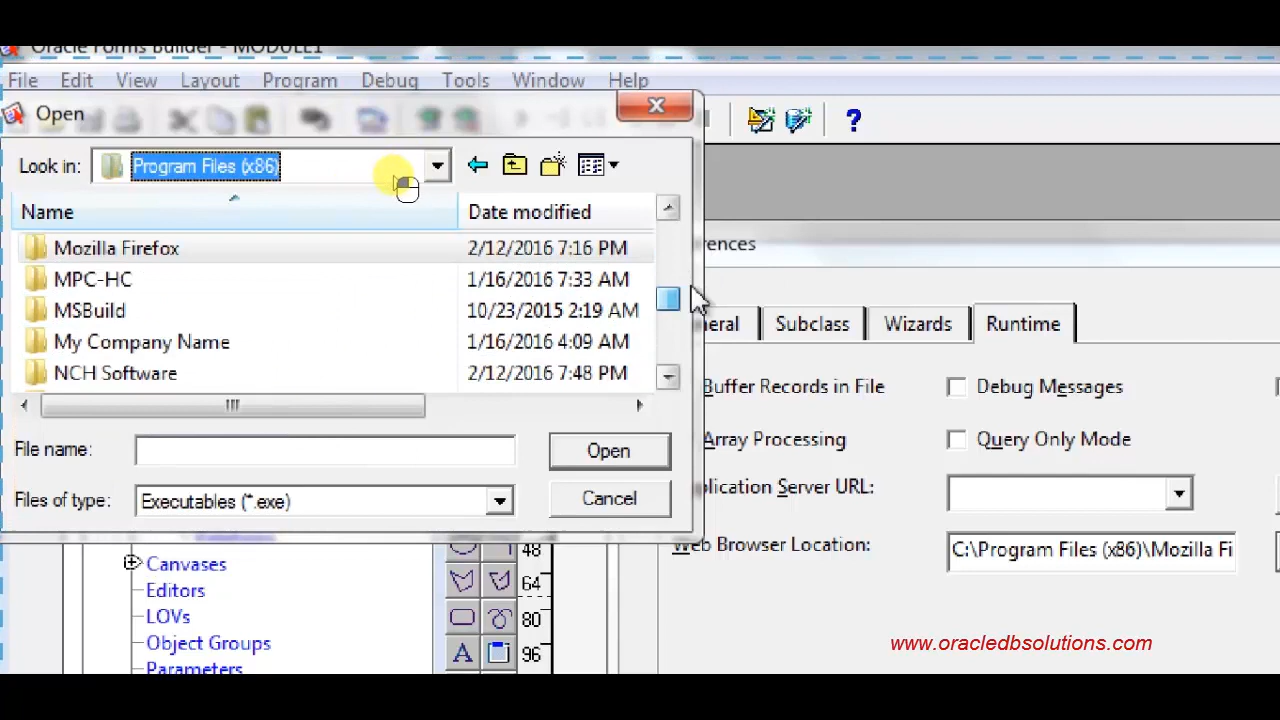 Oracle Forms Builder - MODULE1
File Edit View Layout Program Debug Tools Window Help
Open
Look in: Program Files (x86)
Name Date modified
Mozilla Firefox 2/12/2016 7:16 PM
MPC-HC 1/16/2016 7:33 AM
MSBuild 10/23/2015 2:19 AM
My Company Name 1/16/2016 4:09 AM
NCH Software 2/12/2016 7:48 PM
File name: Open
Files of type: Executables (*.exe) Cancel
rences
eral Subclass Wizards Runtime
Buffer Records in File Debug Messages
Array Processing Query Only Mode
plication Server URL:
Web Browser Location: C:\Program Files (x86)\Mozilla Fi
Canvases
Editors
LOVs
Object Groups
Parameters
48
64
80
A 96
www.oracledbsolutions.com